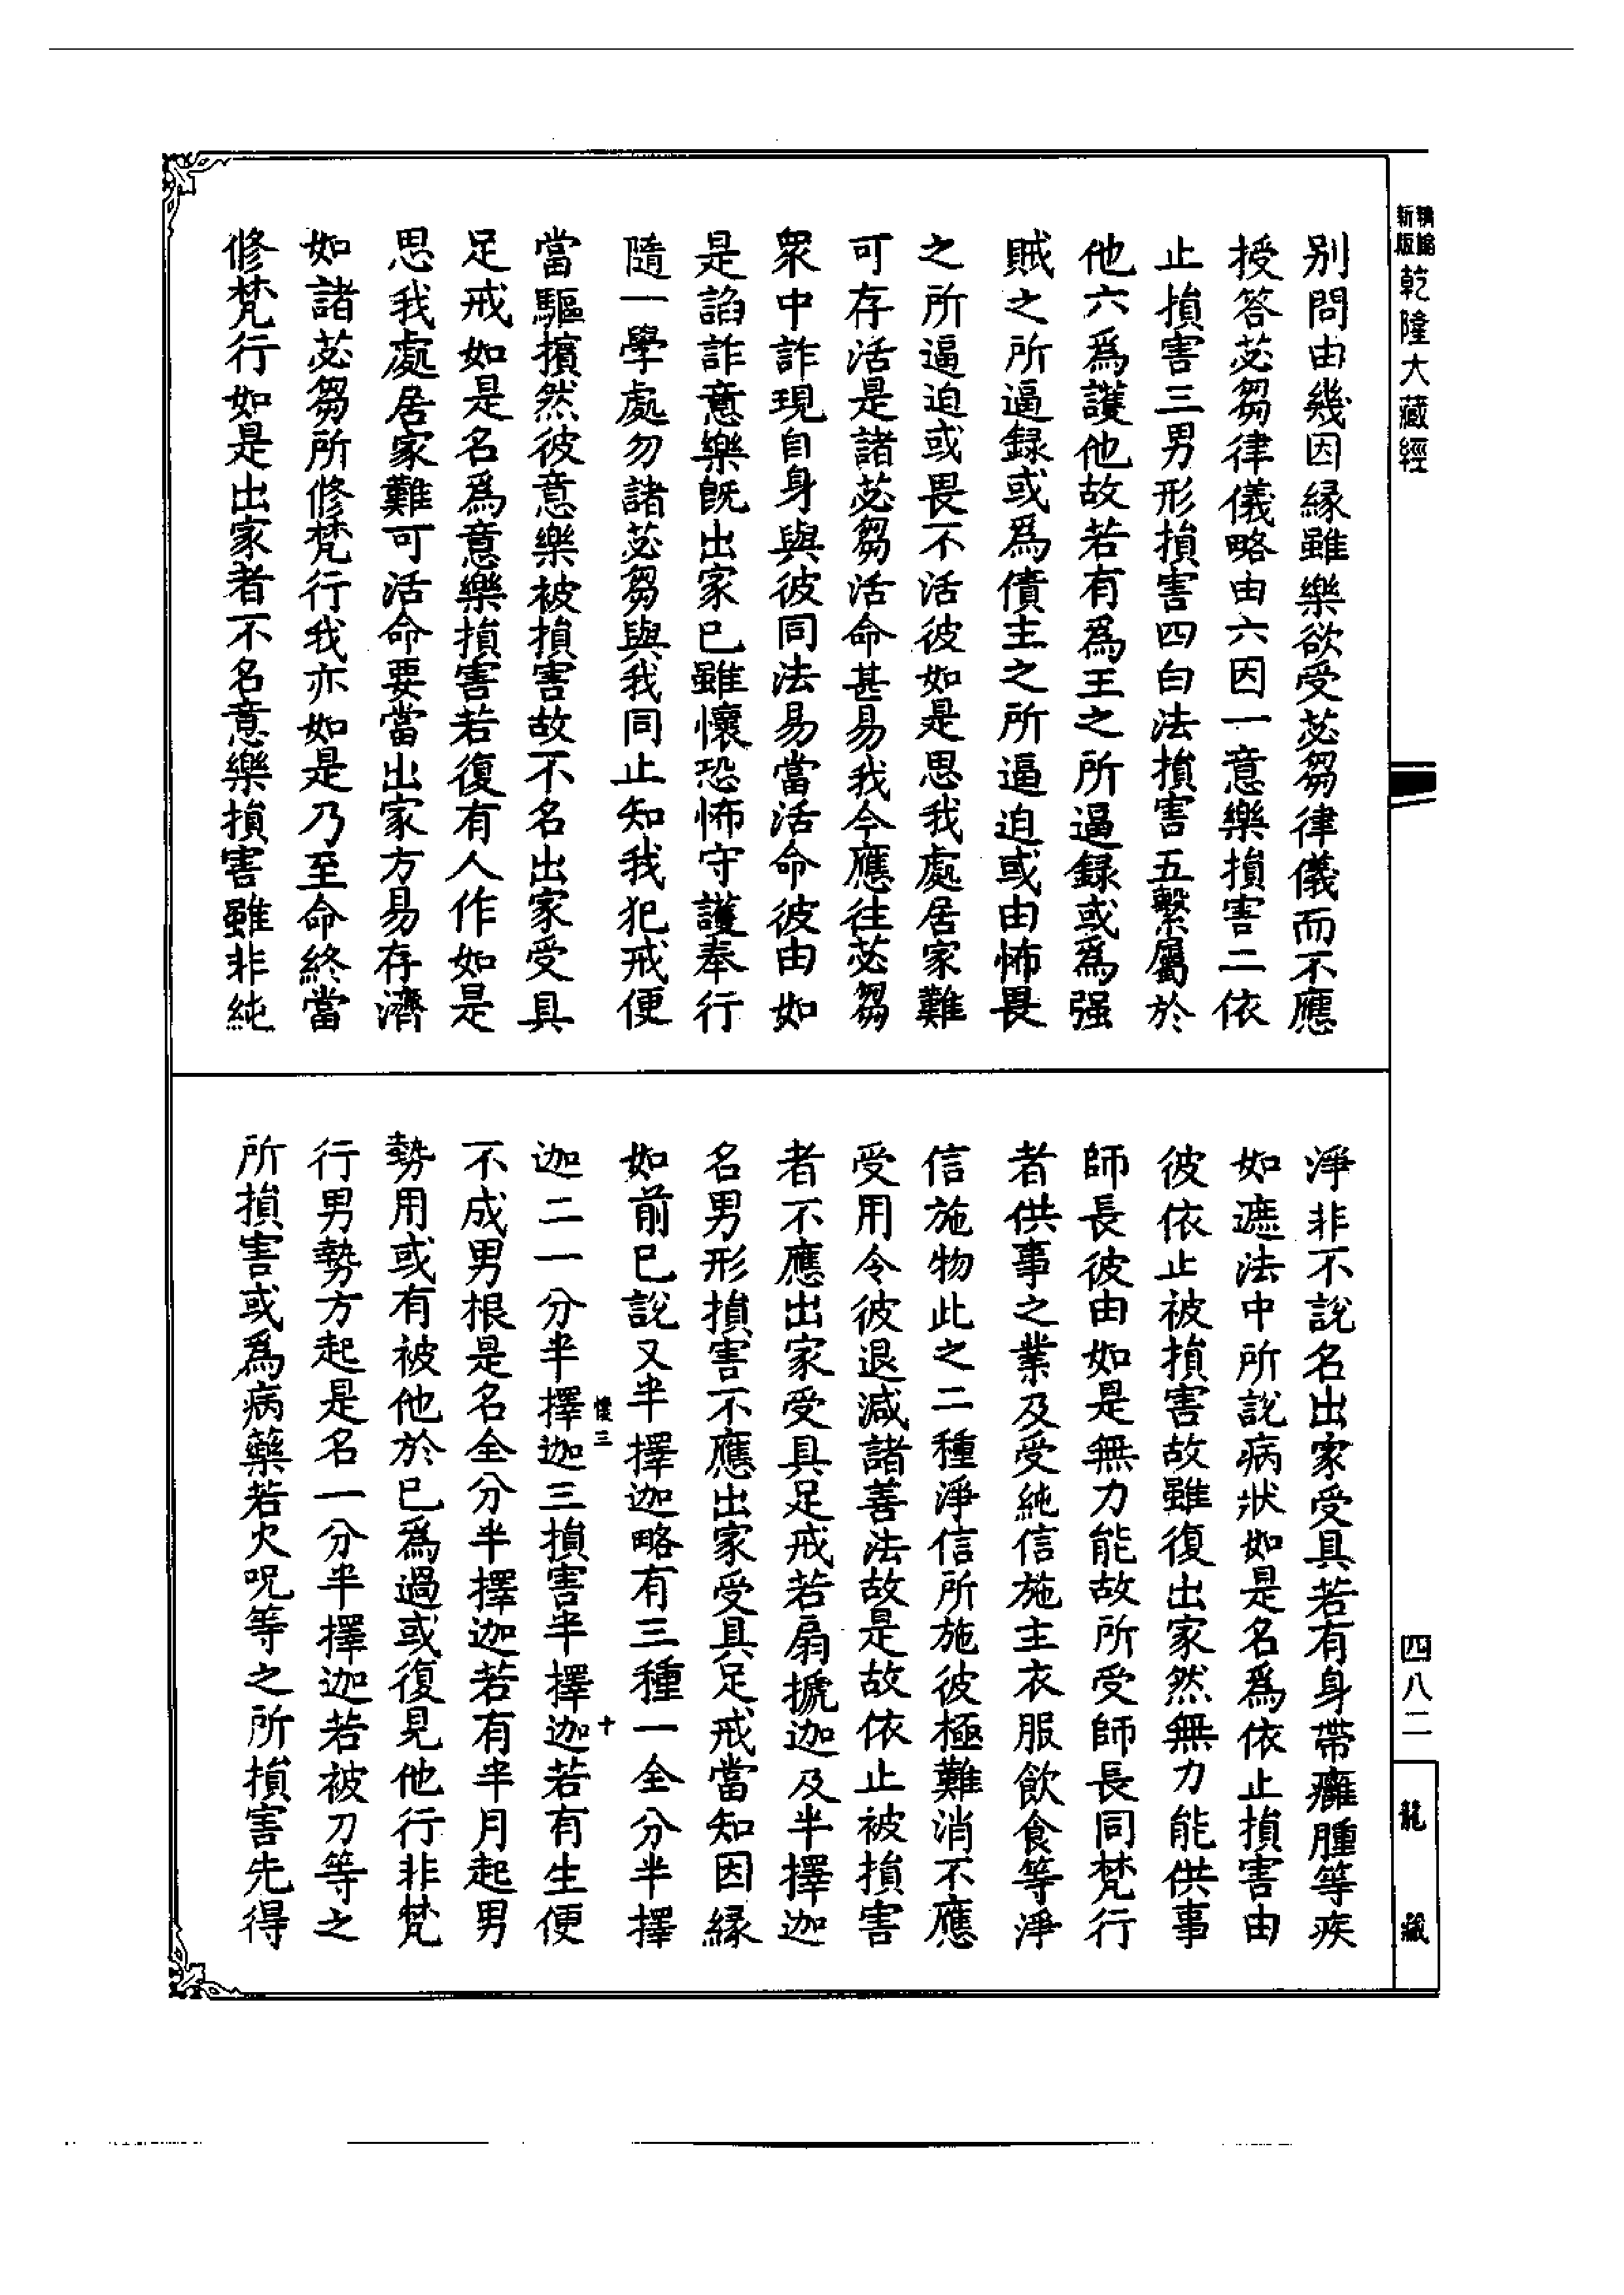 新編
新版
乾隆大藏經
别問由幾因縁雖樂欲受苾芻律儀而不應
授答苾芻律儀略由六因一意樂損害二依
止損害三男形損害四白法損害五繫屬於
他六爲護他故若有爲王之所逼録或爲强
賊之所逼録或爲債主之所逼迫或由怖畏
之所逼迫或畏不活彼如是思我處居家難
可存活是諸苾芻活命甚易我今應往苾芻
衆中詐現自身與彼同法易當活命彼由如
是諂詐意樂旣出家已雖懷恐怖守護奉行
隨一學處勿諸苾芻與我同止知我犯戒便
當驅擯然彼意樂被損害故不名出家受具
足戒如是名爲意樂損害若復有人作如是
思我處居家難可活命要當出家方易存濟
如諸苾芻所修梵行我亦如是乃至命終當
修梵行如是出家者不名意樂損害雖非純
淨非不說名出家受具若有身帶癰腫等疾
如遮法中所說病狀如是名爲依止損害由
彼依止被損害故雖復出家然無力能供事
師長彼由如是無力能故所受師長同梵行
者供事之業及受純信施主衣服飲食等淨
信施物此之二種淨信所施彼極難消不應
受用令彼退減諸善法故是故依止被損害
者不應出家受具足戒若扇搋迦及半擇迦
名男形損害不應出家受具足戒當知因縁
如前已說又半擇迦略有三種一全分半擇
懷三
十
迦二一分半擇迦三損害半擇迦若有生便
不成男根是名全分半擇迦若有半月起男
勢用或有被他於已爲過或復見他行非梵
行男勢方起是名一分半擇迦若被刀等之
所損害或爲病藥若火呪等之所損害先得
四八二
龍藏